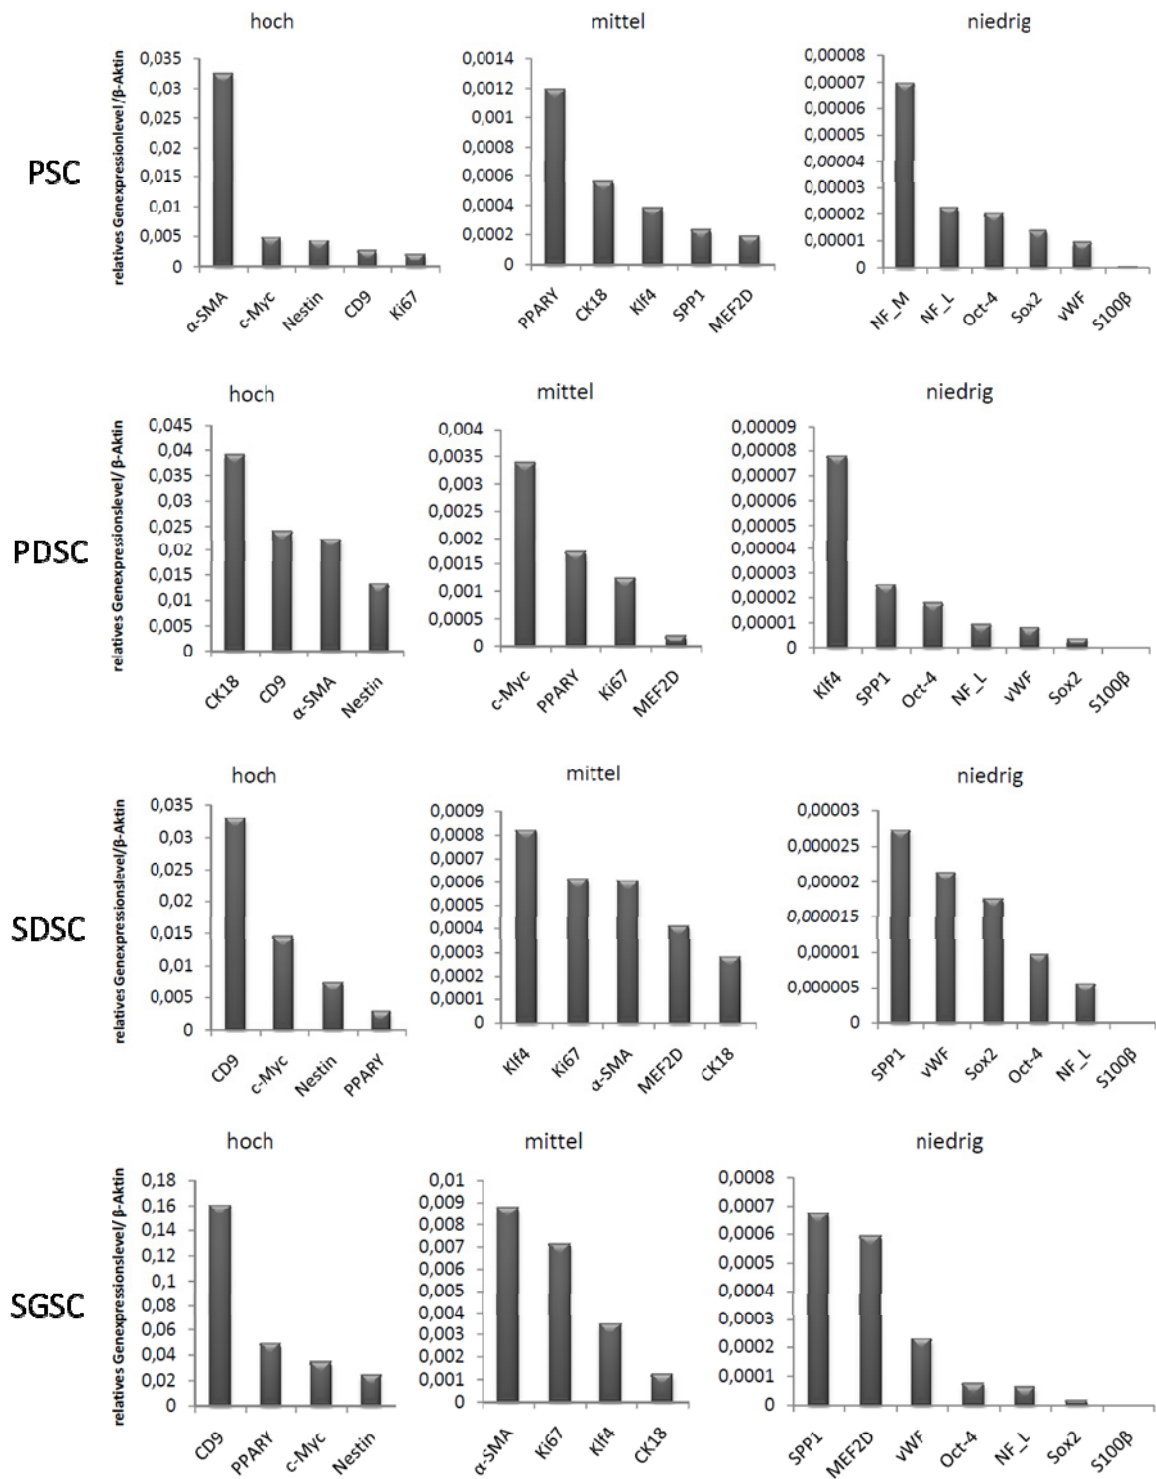 hoch
mittel
niedrig
PSC
relatives Genexpressionlevel/β-Aktin
0,035
0,03
0,025
0,02
0,015
0,01
0,005
0
α-SMA
c-Myc
Nestin
CD9
Ki67
0,0014
0,0012
0,001
0,0008
0,0006
0,0004
0,0002
0
PPARY
CK18
Klf4
SPP1
MEF2D
0,00008
0,00007
0,00006
0,00005
0,00004
0,00003
0,00002
0,00001
0
NF_M
NF_L
Oct-4
Sox2
vWF
S100β
hoch
mittel
niedrig
PDSC
relatives Genexpressionslevel/ β-Aktin
0,045
0,04
0,035
0,03
0,025
0,02
0,015
0,01
0,005
0
CK18
CD9
α-SMA
Nestin
0,004
0,0035
0,003
0,0025
0,002
0,0015
0,001
0,0005
0
c-Myc
PPARY
Ki67
MEF2D
0,00009
0,00008
0,00007
0,00006
0,00005
0,00004
0,00003
0,00002
0,00001
0
Klf4
SPP1
Oct-4
NF_L
vWF
Sox2
S100β
hoch
mittel
niedrig
SDSC
relatives Genexpressionslevel/β-Aktin
0,035
0,03
0,025
0,02
0,015
0,01
0,005
0
CD9
c-Myc
Nestin
PPARY
0,0009
0,0008
0,0007
0,0006
0,0005
0,0004
0,0003
0,0002
0,0001
0
Klf4
Ki67
α-SMA
MEF2D
CK18
0,00003
0,000025
0,00002
0,000015
0,00001
0,000005
0
SPP1
vWF
Sox2
Oct-4
NF_L
S100β
hoch
mittel
niedrig
SGSC
relatives Genexpressionslevel/ β-Aktin
0,18
0,16
0,14
0,12
0,1
0,08
0,06
0,04
0,02
0
CD9
PPARY
c-Myc
Nestin
0,01
0,009
0,008
0,007
0,006
0,005
0,004
0,003
0,002
0,001
0
α-SMA
Ki67
Klf4
CK18
0,0008
0,0007
0,0006
0,0005
0,0004
0,0003
0,0002
0,0001
0
SPP1
MEF2D
vWF
Oct-4
NF_L
Sox2
S100β